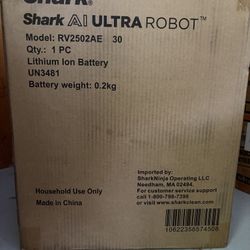 Shark
Shark AI ULTRA ROBOT™
Model: RV2502AE 30
Qty.: 1 PC
Lithium Ion Battery
UN3481
Battery weight: 0.2kg
Imported by:
SharkNinja Operating LLC
Needham, MA 02494.
For customer service support
call 1-800-798-7398
or visit www.sharkclean.com
Household Use Only
Made in China
10622356574508